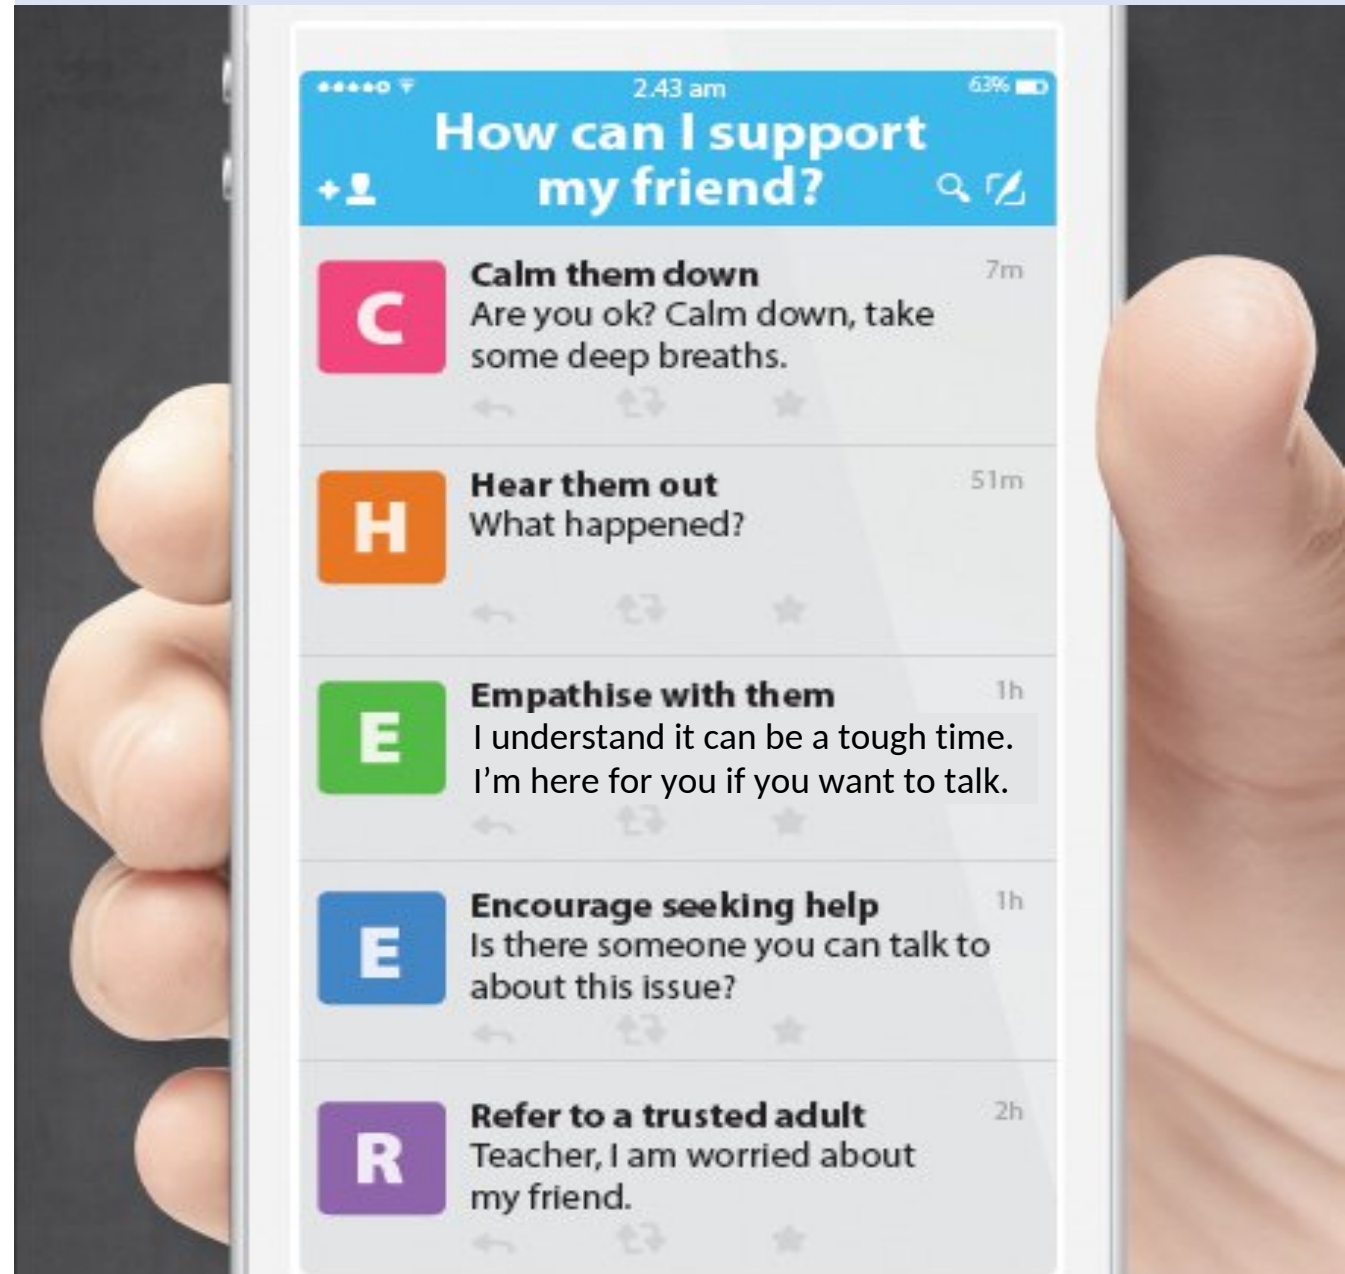 2.43 am
63%
How can I support
my friend?
C
Calm them down
7m
Are you ok? Calm down, take
some deep breaths.
H
Hear them out
51m
What happened?
E
Empathise with them
1h
I understand it can be a tough time.
I’m here for you if you want to talk.
E
Encourage seeking help
1h
Is there someone you can talk to
about this issue?
R
Refer to a trusted adult
2h
Teacher, I am worried about
my friend.